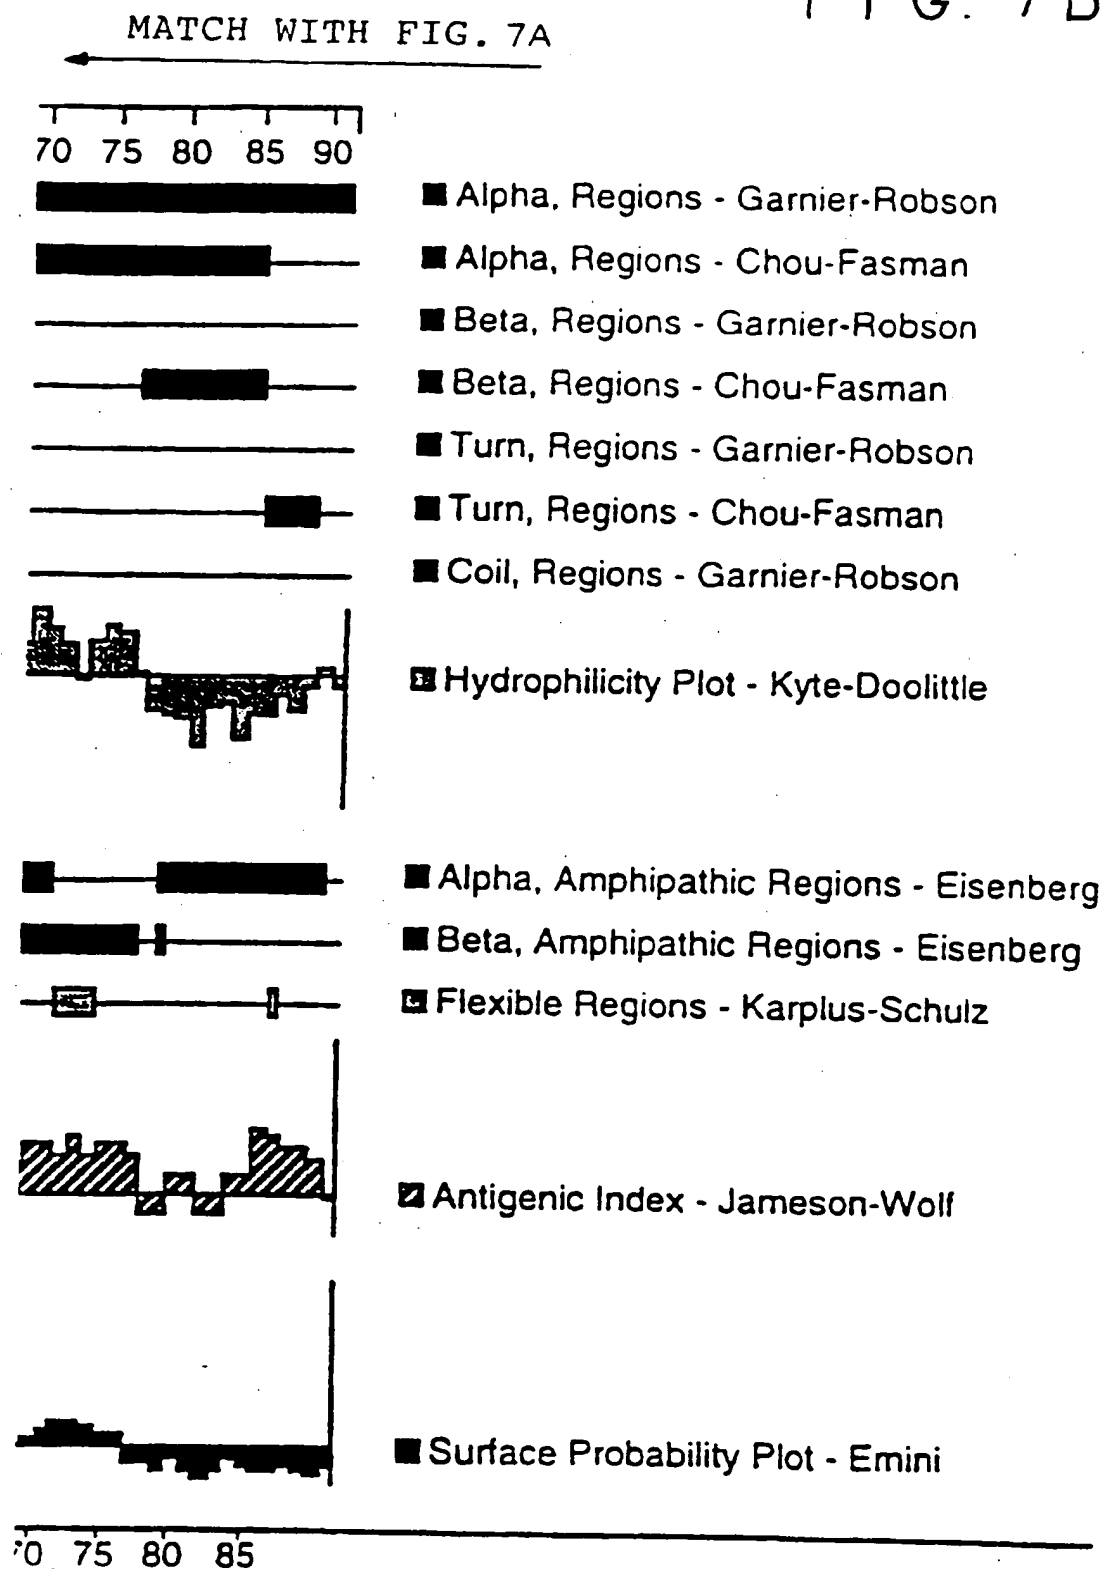 FIG. 7B
MATCH WITH FIG. 7A
70 75 80 85 90
Alpha, Regions - Garnier-Robson
Alpha, Regions - Chou-Fasman
Beta, Regions - Garnier-Robson
Beta, Regions - Chou-Fasman
Turn, Regions - Garnier-Robson
Turn, Regions - Chou-Fasman
Coil, Regions - Garnier-Robson
Hydrophilicity Plot - Kyte-Doolittle
Alpha, Amphipathic Regions - Eisenberg
Beta, Amphipathic Regions - Eisenberg
Flexible Regions - Karplus-Schulz
Antigenic Index - Jameson-Wolf
Surface Probability Plot - Emini
70 75 80 85